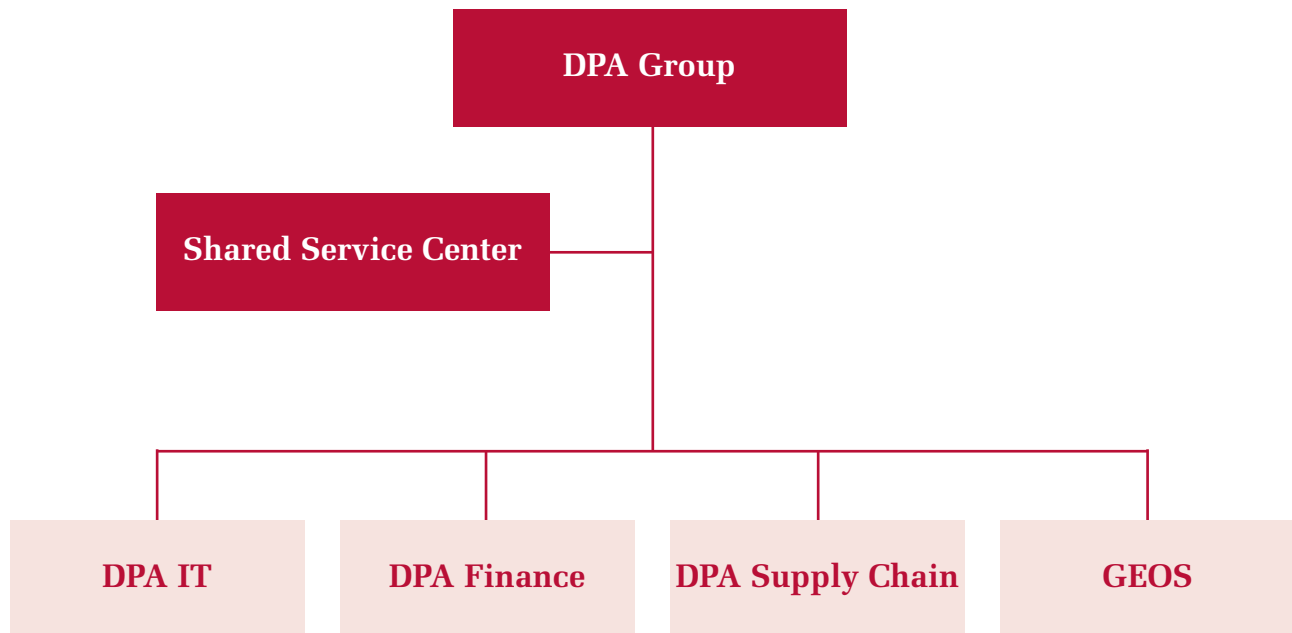 DPA Group
Shared Service Center
DPA IT
DPA Finance
DPA Supply Chain
GEOS